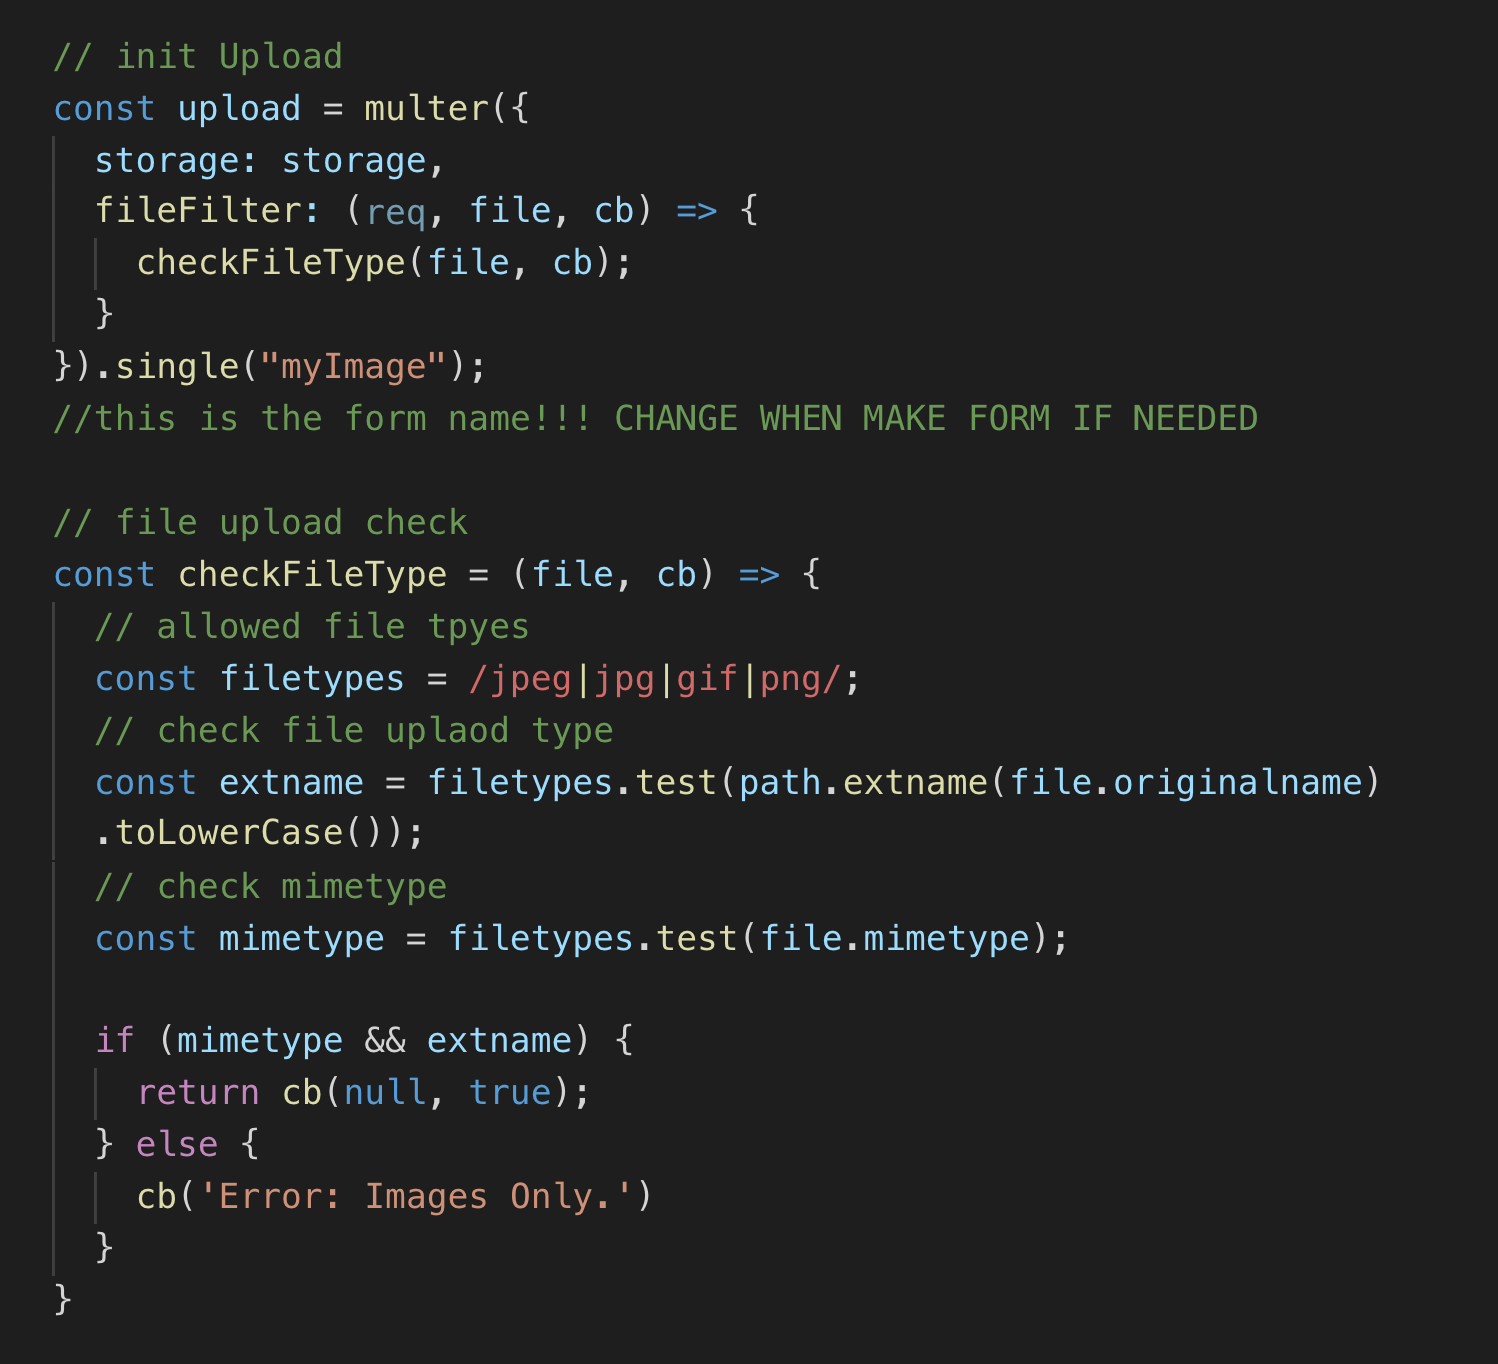 // init Upload
const upload = multer({
  storage: storage,
  fileFilter: (req, file, cb) => {
    checkFileType(file, cb);
  }
}).single("myImage");
//this is the form name!!! CHANGE WHEN MAKE FORM IF NEEDED

// file upload check
const checkFileType = (file, cb) => {
  // allowed file tpyes
  const filetypes = /jpeg|jpg|gif|png/;
  // check file uplaod type
  const extname = filetypes.test(path.extname(file.originalname)
  .toLowerCase());
  // check mimetype
  const mimetype = filetypes.test(file.mimetype);

  if (mimetype && extname) {
    return cb(null, true);
  } else {
    cb('Error: Images Only.')
  }
}